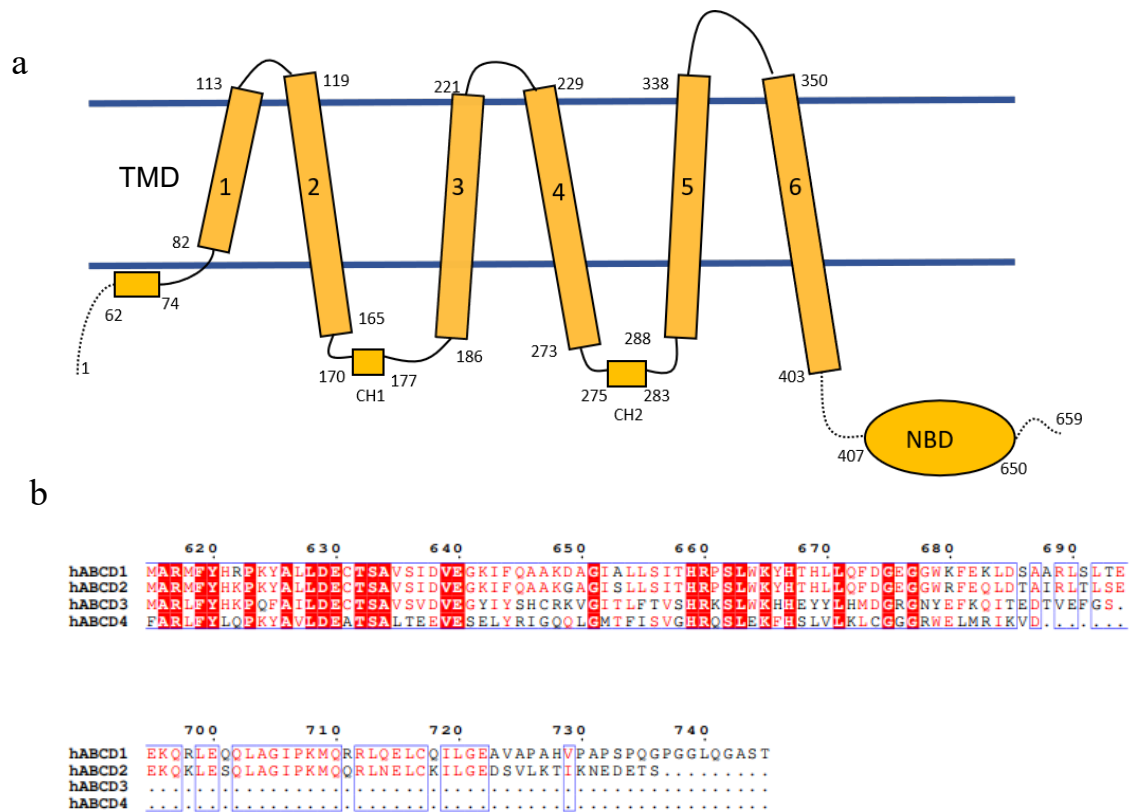 a
113
119
221
229
338
350
TMD
1
2
3
4
5
6
82
62
74
165
1
170
177
CH1
186
273
288
275
283
CH2
403
407
NBD
659
650
b
620 630 640 650 660 670 680 690
hABCD1 MARMFYHRPKYALLDECTSAVSIDVEGKIFQAAKDAGIALLSITHRPSLWKYHTHLLQFDGEGGWKFEKLDSAARLSLTE
hABCD2 MARMFYHKPKYALLDECTSAVSIDVEGKIFQAAKGAGISLLSITHRPSLWKYHTHLLQFDGEGGWRFEQLDTAIRLTLSE
hABCD3 MARLFYHKPQFAILDECTSAVSVDVEGYIYSHCRKVGITLFTVSHRKSLWKHHEYYLHMDGRGNYEFKQITEDTVEFGS.
hABCD4 FARLFYLQPKYAVLDEATSALTEEVESELYRIGQQLGMTFISVGHRQSLEKFHSLVLKLCGGGRWELMRIKVD.......
700 710 720 730 740
hABCD1 EKQRLEQQLAGIPKMQRRLQELCQILGEAVAPAHVPAPSPQGPGGLQGAST
hABCD2 EKQKLESQLAGIPKMQQRLNELCKILGEDSVLKTIKNEDETS.........
hABCD3 ...................................................
hABCD4 ...................................................